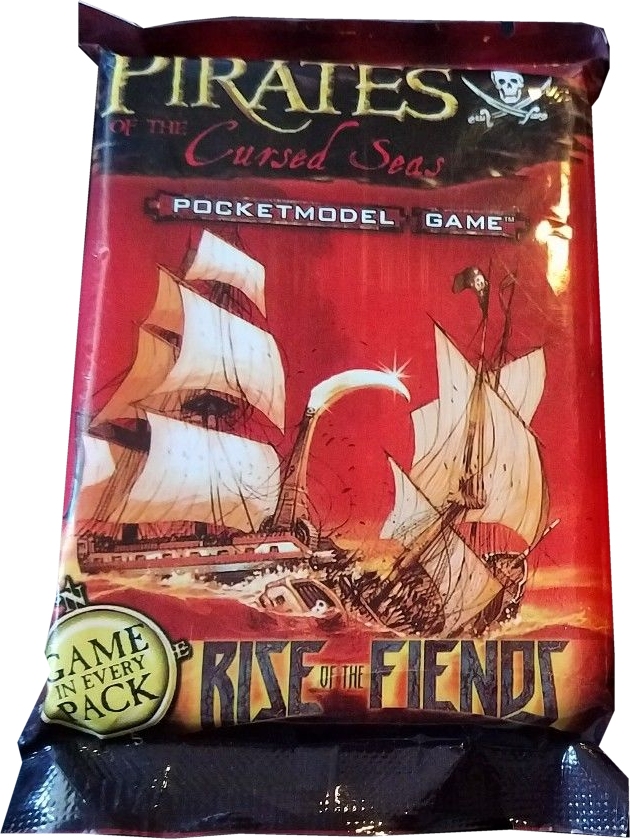 PIRATES
OF THE
Cursed Seas
POCKETMODEL GAME™
N
E
GAME
IN EVERY
PACK
RISE OF THE FIENDS